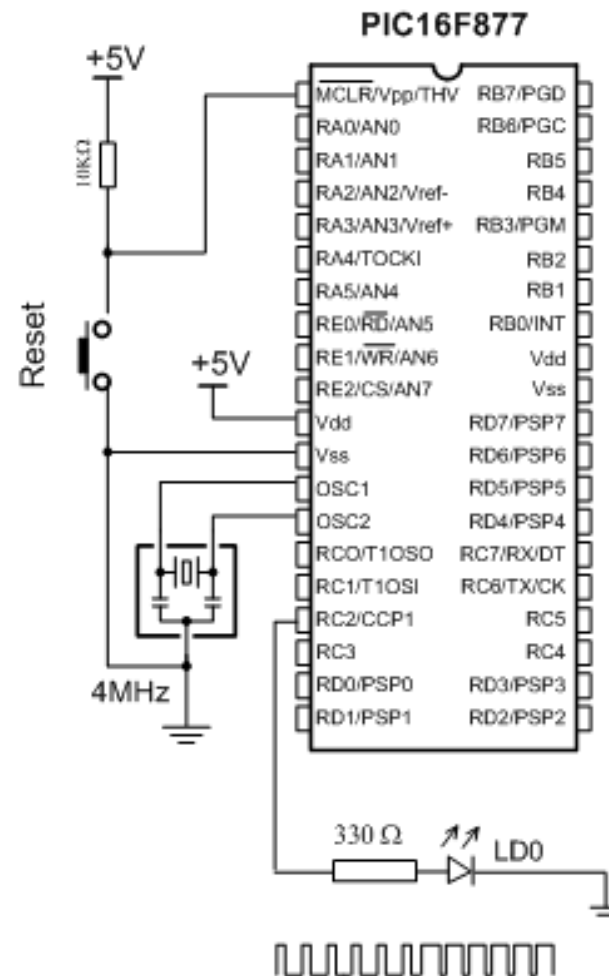 PIC16F877
+5V
10KΩ
Reset
+5V
4MHz
MCLR/Vpp/THV RB7/PGD
RA0/AN0 RB6/PGC
RA1/AN1 RB5
RA2/AN2/Vref- RB4
RA3/AN3/Vref+ RB3/PGM
RA4/TOCKI RB2
RA5/AN4 RB1
RE0/RD/AN5 RB0/INT
RE1/WR/AN6 Vdd
RE2/CS/AN7 Vss
Vdd RD7/PSP7
Vss RD6/PSP6
OSC1 RD5/PSP5
OSC2 RD4/PSP4
RCO/T1OSO RC7/RX/DT
RC1/T1OSI RC6/TX/CK
RC2/CCP1 RC5
RC3 RC4
RD0/PSP0 RD3/PSP3
RD1/PSP1 RD2/PSP2
330 Ω
LD0